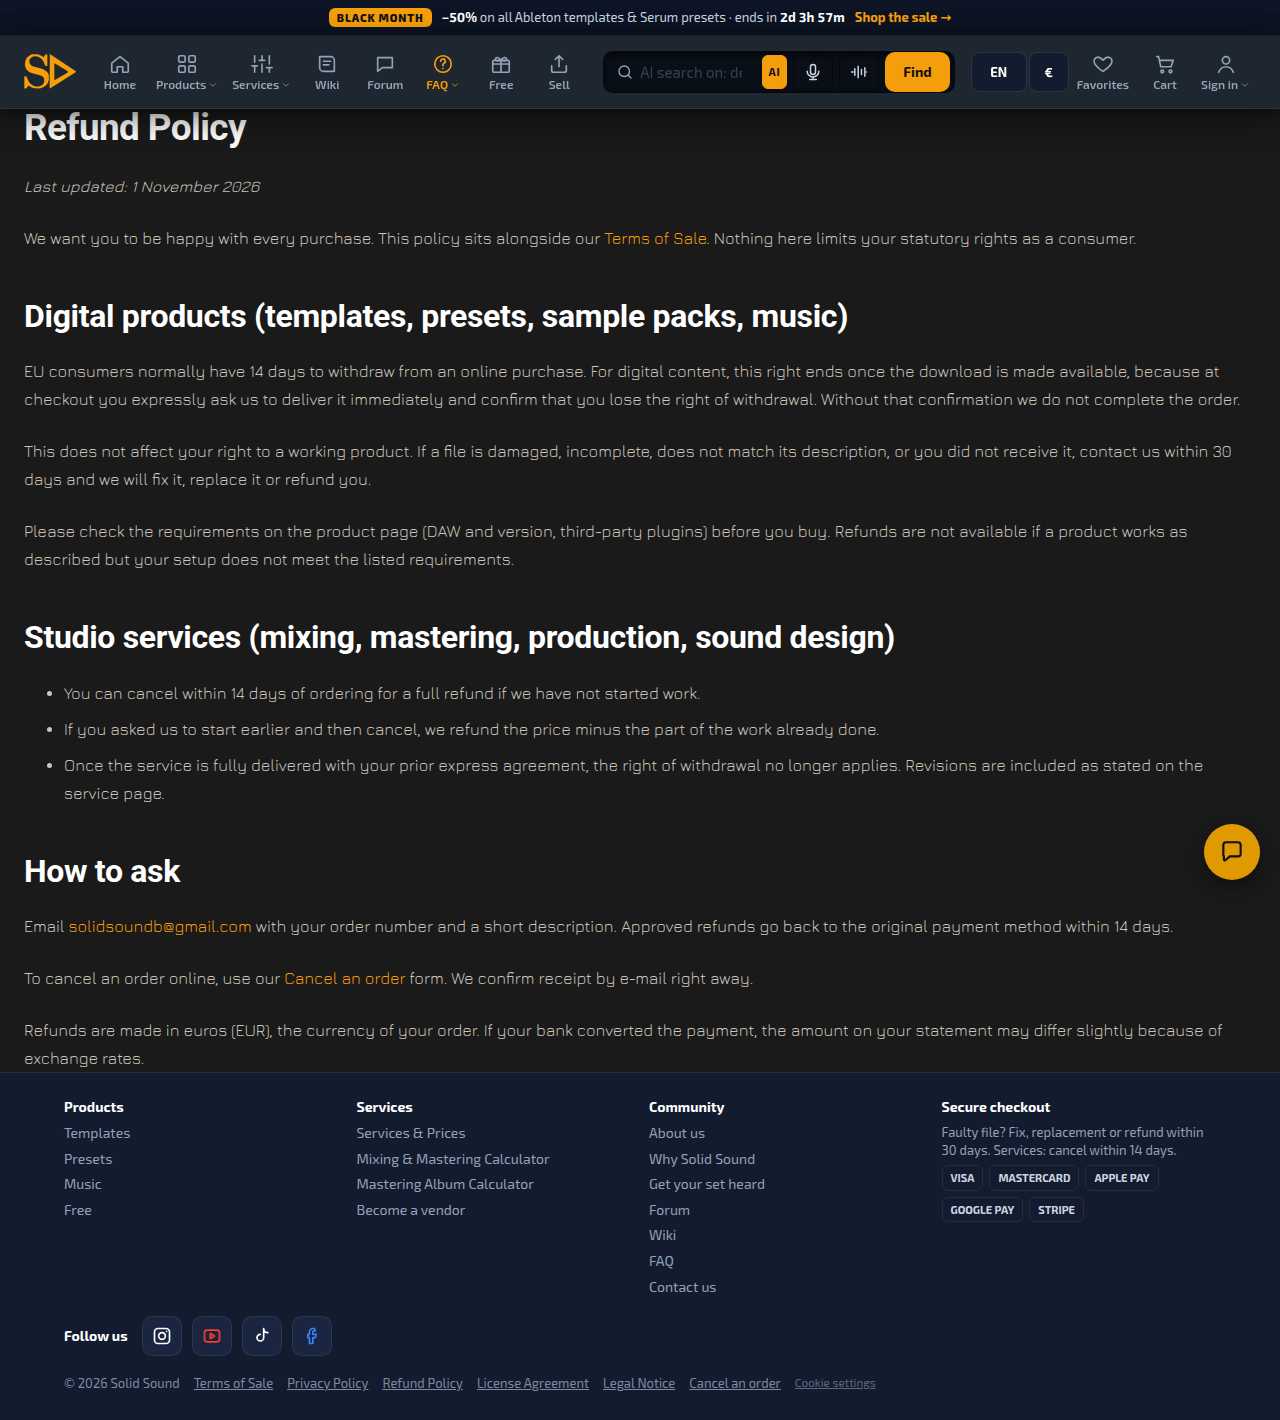 BLACK MONTH −50% on all Ableton templates & Serum presets · ends in 2d 3h 57m Shop the sale →
SD
Home
Products
Services
Wiki
Forum
FAQ
Free
Sell
AI search on: dr
AI
Find
EN
€
Favorites
Cart
Sign in
Refund Policy
Last updated: 1 November 2026
We want you to be happy with every purchase. This policy sits alongside our Terms of Sale. Nothing here limits your statutory rights as a consumer.
Digital products (templates, presets, sample packs, music)
EU consumers normally have 14 days to withdraw from an online purchase. For digital content, this right ends once the download is made available, because at
checkout you expressly ask us to deliver it immediately and confirm that you lose the right of withdrawal. Without that confirmation we do not complete the order.
This does not affect your right to a working product. If a file is damaged, incomplete, does not match its description, or you did not receive it, contact us within 30
days and we will fix it, replace it or refund you.
Please check the requirements on the product page (DAW and version, third-party plugins) before you buy. Refunds are not available if a product works as
described but your setup does not meet the listed requirements.
Studio services (mixing, mastering, production, sound design)
• You can cancel within 14 days of ordering for a full refund if we have not started work.
• If you asked us to start earlier and then cancel, we refund the price minus the part of the work already done.
• Once the service is fully delivered with your prior express agreement, the right of withdrawal no longer applies. Revisions are included as stated on the
service page.
How to ask
Email solidsoundb@gmail.com with your order number and a short description. Approved refunds go back to the original payment method within 14 days.
To cancel an order online, use our Cancel an order form. We confirm receipt by e-mail right away.
Refunds are made in euros (EUR), the currency of your order. If your bank converted the payment, the amount on your statement may differ slightly because of
exchange rates.
Products
Templates
Presets
Music
Free
Services
Services & Prices
Mixing & Mastering Calculator
Mastering Album Calculator
Become a vendor
Community
About us
Why Solid Sound
Get your set heard
Forum
Wiki
FAQ
Contact us
Secure checkout
Faulty file? Fix, replacement or refund within
30 days. Services: cancel within 14 days.
VISA MASTERCARD APPLE PAY
GOOGLE PAY STRIPE
Follow us
© 2026 Solid Sound Terms of Sale Privacy Policy Refund Policy License Agreement Legal Notice Cancel an order Cookie settings